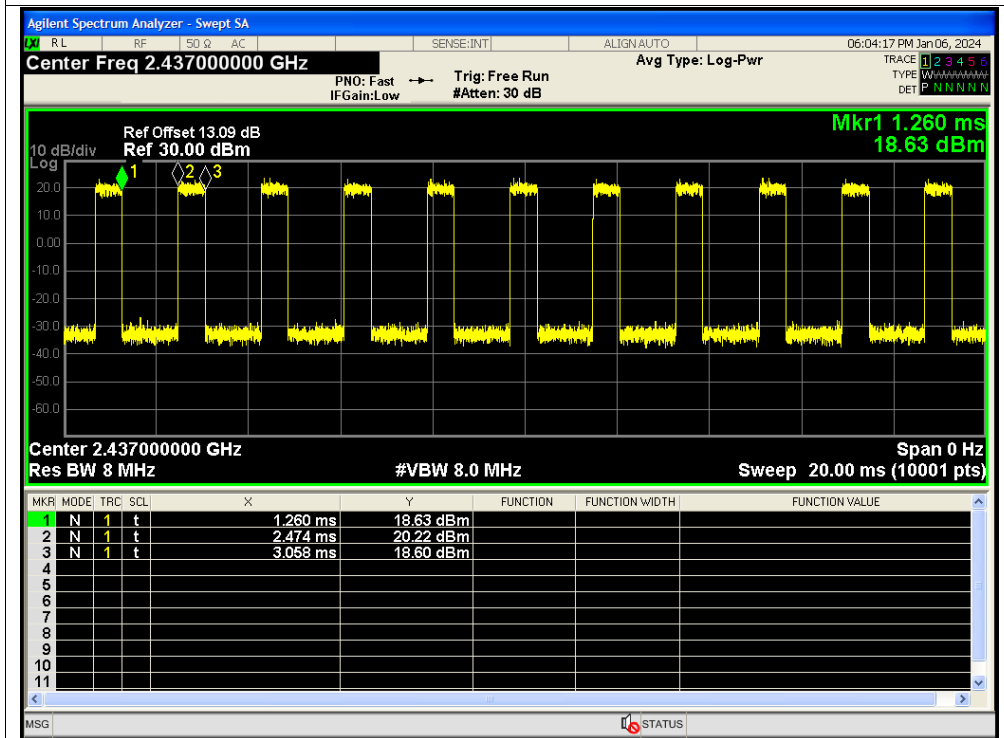 Agilent Spectrum Analyzer - Swept SA
LXI RL RF 50 Ω AC SENSE:INT ALIGN AUTO 06:04:17 PM Jan 06, 2024
Center Freq 2.437000000 GHz Avg Type: Log-Pwr TRACE 1 2 3 4 5 6
PNO: Fast Trig: Free Run TYPE W
IFGain:Low #Atten: 30 dB DET P N N N N N
Mkr1 1.260 ms
18.63 dBm
Ref Offset 13.09 dB
10 dB/div Ref 30.00 dBm
Log
1 2 3
20.0
10.0
0.00
-10.0
-20.0
-30.0
-40.0
-50.0
-60.0
Center 2.437000000 GHz Span 0 Hz
Res BW 8 MHz #VBW 8.0 MHz Sweep 20.00 ms (10001 pts)
MKR MODE TRC SCL X Y FUNCTION FUNCTION WIDTH FUNCTION VALUE
1 N 1 t 1.260 ms 18.63 dBm
2 N 1 t 2.474 ms 20.22 dBm
3 N 1 t 3.058 ms 18.60 dBm
4
5
6
7
8
9
10
11
MSG STATUS